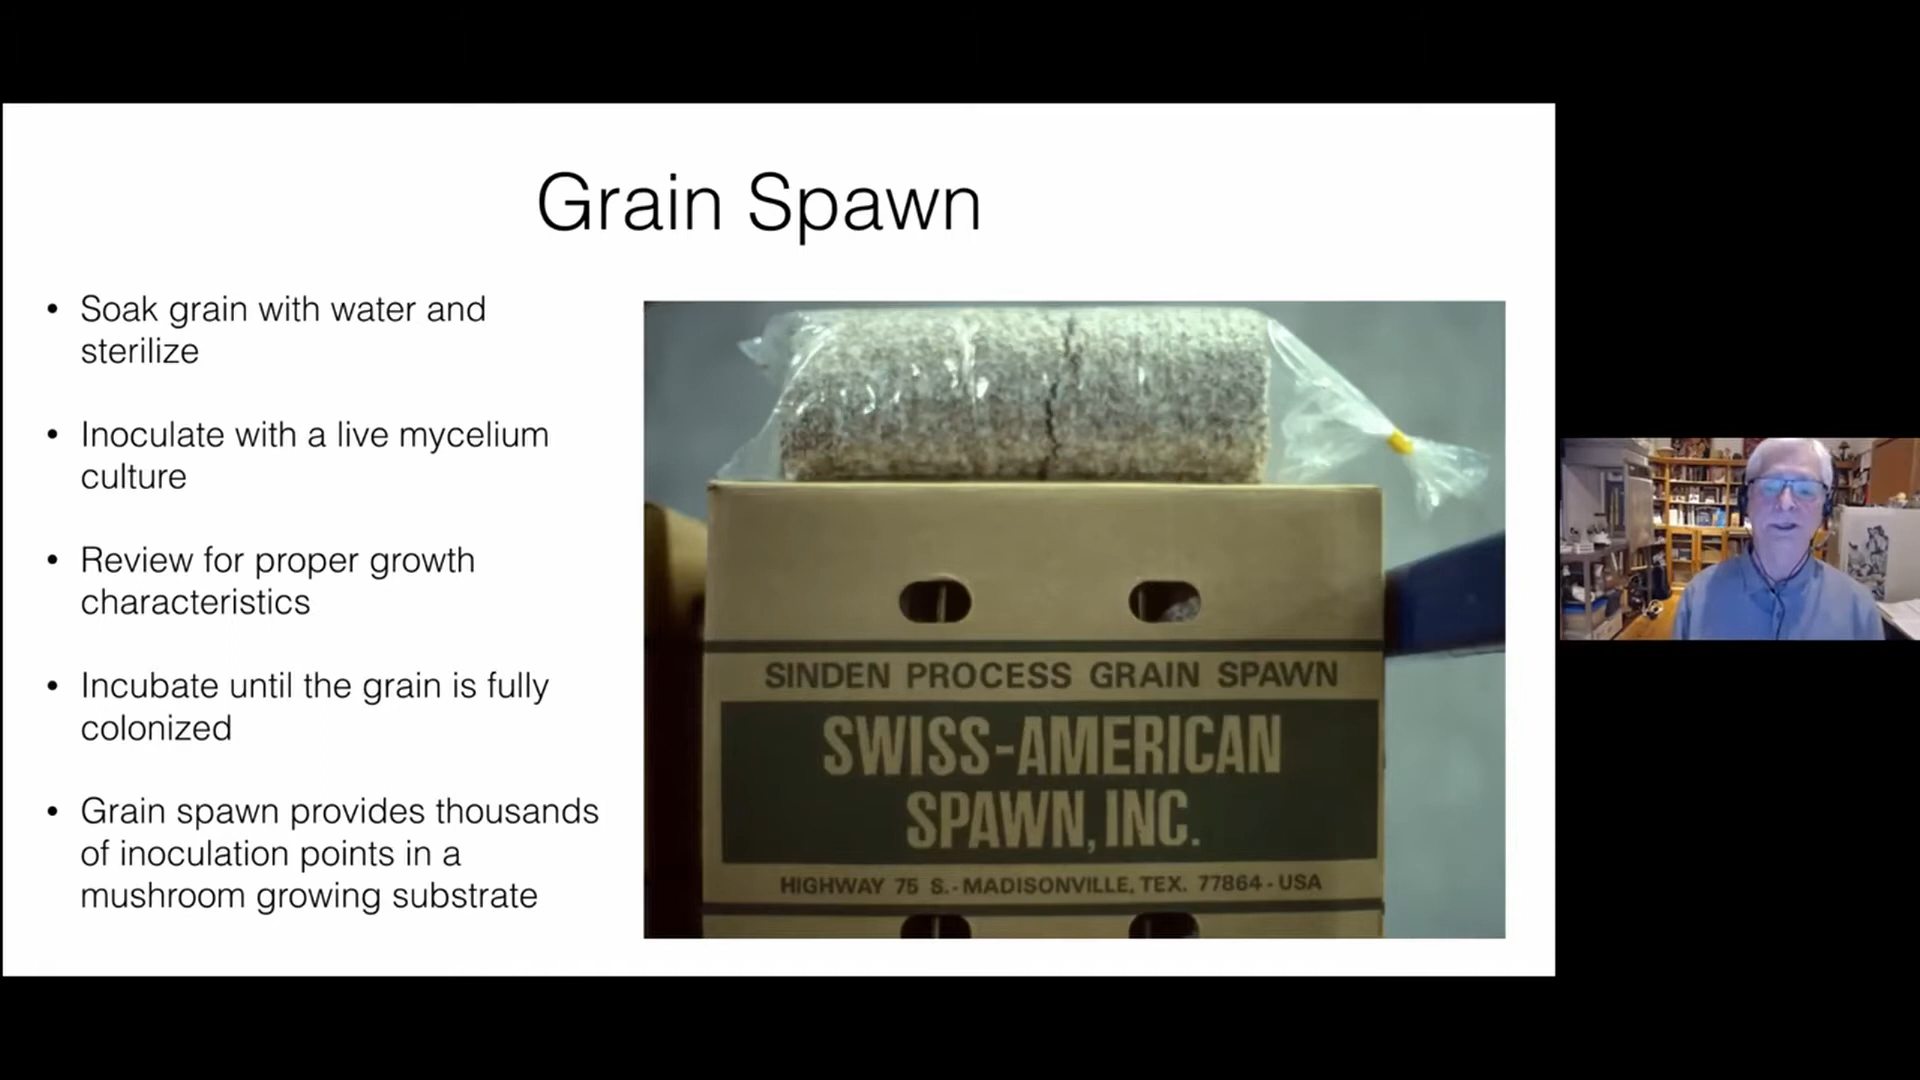 Grain Spawn
• Soak grain with water and
sterilize
• Inoculate with a live mycelium
culture
• Review for proper growth
characteristics
• Incubate until the grain is fully
colonized
• Grain spawn provides thousands
of inoculation points in a
mushroom growing substrate
SINDEN PROCESS GRAIN SPAWN
SWISS-AMERICAN
SPAWN, INC.
HIGHWAY 75 S.-MADISONVILLE, TEX. 77864-USA